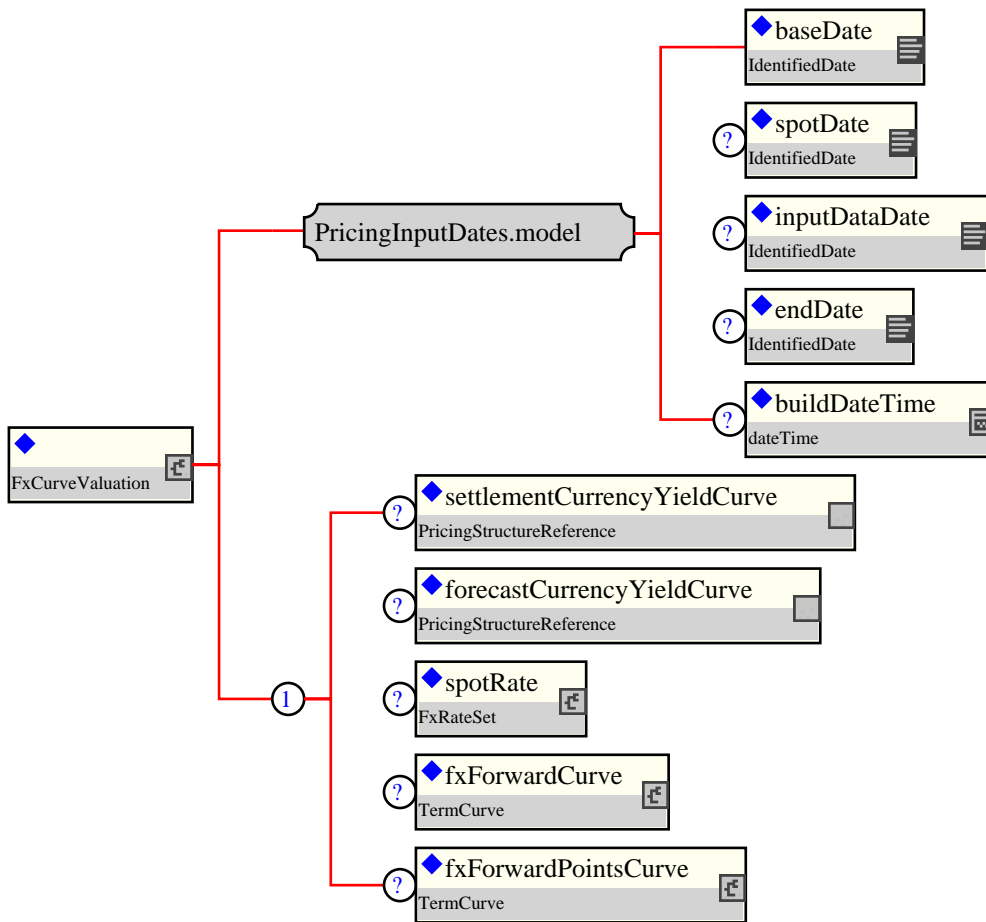 baseDate
IdentifiedDate
? spotDate
IdentifiedDate
PricingInputDates.model
? inputDataDate
IdentifiedDate
? endDate
IdentifiedDate
? buildDateTime
dateTime
FxCurveValuation
? settlementCurrencyYieldCurve
PricingStructureReference
? forecastCurrencyYieldCurve
PricingStructureReference
1
? spotRate
FxRateSet
? fxForwardCurve
TermCurve
? fxForwardPointsCurve
TermCurve